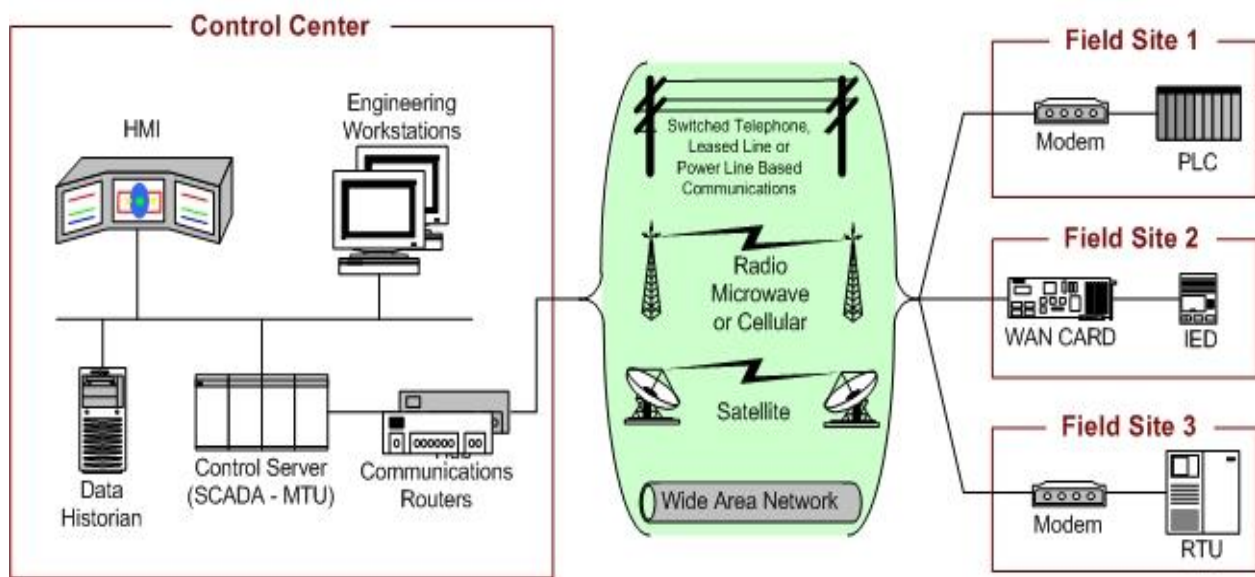 Control Center
HMI
Engineering
Workstations
Data
Historian
Control Server
(SCADA - MTU)
Communications
Routers
Switched Telephone,
Leased Line or
Power Line Based
Communications
Radio
Microwave
or Cellular
Satellite
Wide Area Network
Field Site 1
Modem
PLC
Field Site 2
WAN CARD
IED
Field Site 3
Modem
RTU